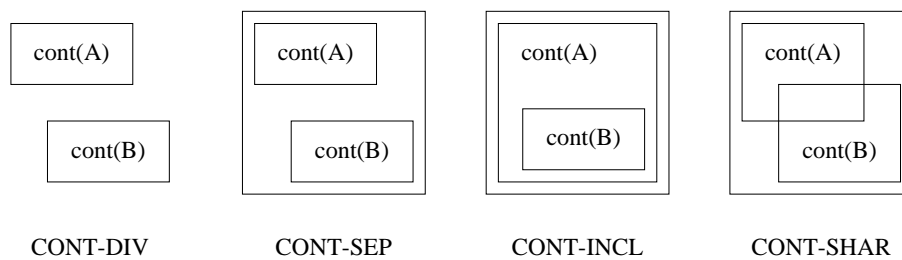 cont(A) cont(A) cont(A) cont(A)
cont(B) cont(B) cont(B) cont(B)
CONT-DIV CONT-SEP CONT-INCL CONT-SHAR